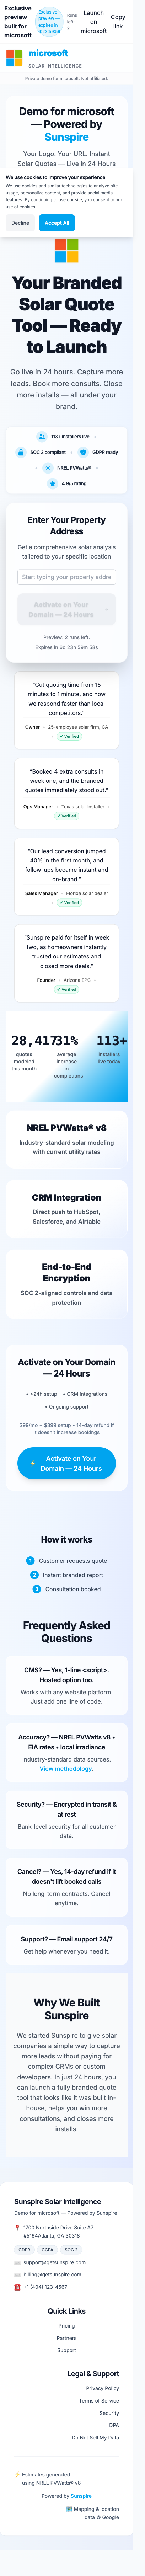 Exclusive
preview
built for
microsoft
Exclusive
preview —
expires in
6:23:59:58
Runs
left:
2
Launch
on
microsoft
Copy
link
microsoft
SOLAR INTELLIGENCE
Private demo for microsoft. Not affiliated.
Demo for microsoft
— Powered by
Sunspire
Your Logo. Your URL. Instant
Solar Quotes — Live in 24 Hours
We use cookies to improve your experience
We use cookies and similar technologies to analyze site
usage, personalize content, and provide social media
features. By continuing to use our site, you consent to our
use of cookies.
Decline
Accept All
Your Branded
Solar Quote
Tool — Ready
to Launch
Go live in 24 hours. Capture more
leads. Book more consults. Close
more installs — all under your
brand.
113+ installers live
SOC 2 compliant
GDPR ready
NREL PVWatts®
4.9/5 rating
Enter Your Property
Address
Get a comprehensive solar analysis
tailored to your specific location
Start typing your property addre
Activate on Your
Domain — 24 Hours
Preview: 2 runs left.
Expires in 6d 23h 59m 58s
“Cut quoting time from 15
minutes to 1 minute, and now
we respond faster than local
competitors.”
Owner • 25-employee solar firm, CA
• ✓ Verified
“Booked 4 extra consults in
week one, and the branded
quotes immediately stood out.”
Ops Manager • Texas solar installer •
✓ Verified
“Our lead conversion jumped
40% in the first month, and
follow-ups became instant and
on-brand.”
Sales Manager • Florida solar dealer
• ✓ Verified
“Sunspire paid for itself in week
two, as homeowners instantly
trusted our estimates and
closed more deals.”
Founder • Arizona EPC •
✓ Verified
28,417
quotes
modeled
this month
31%
average
increase
in
completions
113+
installers
live today
NREL PVWatts® v8
Industry-standard solar modeling
with current utility rates
CRM Integration
Direct push to HubSpot,
Salesforce, and Airtable
End-to-End
Encryption
SOC 2-aligned controls and data
protection
Activate on Your Domain
— 24 Hours
• <24h setup • CRM integrations
• Ongoing support
$99/mo + $399 setup • 14-day refund if
it doesn't increase bookings
⚡ Activate on Your
Domain — 24 Hours
How it works
1 Customer requests quote
2 Instant branded report
3 Consultation booked
Frequently Asked
Questions
CMS? — Yes, 1-line <script>.
Hosted option too.
Works with any website platform.
Just add one line of code.
Accuracy? — NREL PVWatts v8 •
EIA rates • local irradiance
Industry-standard data sources.
View methodology.
Security? — Encrypted in transit &
at rest
Bank-level security for all customer
data.
Cancel? — Yes, 14-day refund if it
doesn't lift booked calls
No long-term contracts. Cancel
anytime.
Support? — Email support 24/7
Get help whenever you need it.
Why We Built
Sunspire
We started Sunspire to give solar
companies a simple way to capture
more leads without paying for
complex CRMs or custom
developers. In just 24 hours, you
can launch a fully branded quote
tool that looks like it was built in-
house, helps you win more
consultations, and closes more
installs.
Sunspire Solar Intelligence
Demo for microsoft — Powered by Sunspire
1700 Northside Drive Suite A7
#5164Atlanta, GA 30318
GDPR
CCPA
SOC 2
support@getsunspire.com
billing@getsunspire.com
+1 (404) 123-4567
Quick Links
Pricing
Partners
Support
Legal & Support
Privacy Policy
Terms of Service
Security
DPA
Do Not Sell My Data
⚡ Estimates generated
using NREL PVWatts® v8
Powered by Sunspire
Mapping & location
data © Google